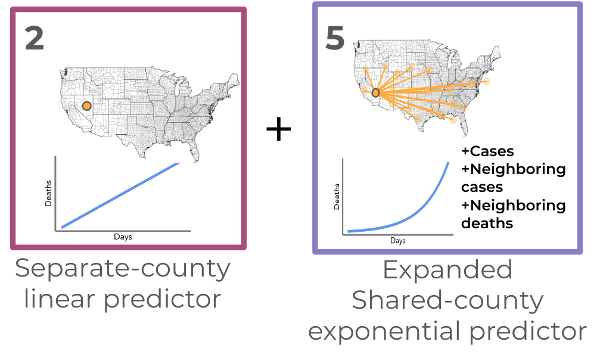 2
Deaths
Days
Separate-county
linear predictor
+
5
Deaths
Days
+Cases
+Neighboring
cases
+Neighboring
deaths
Expanded
Shared-county
exponential predictor